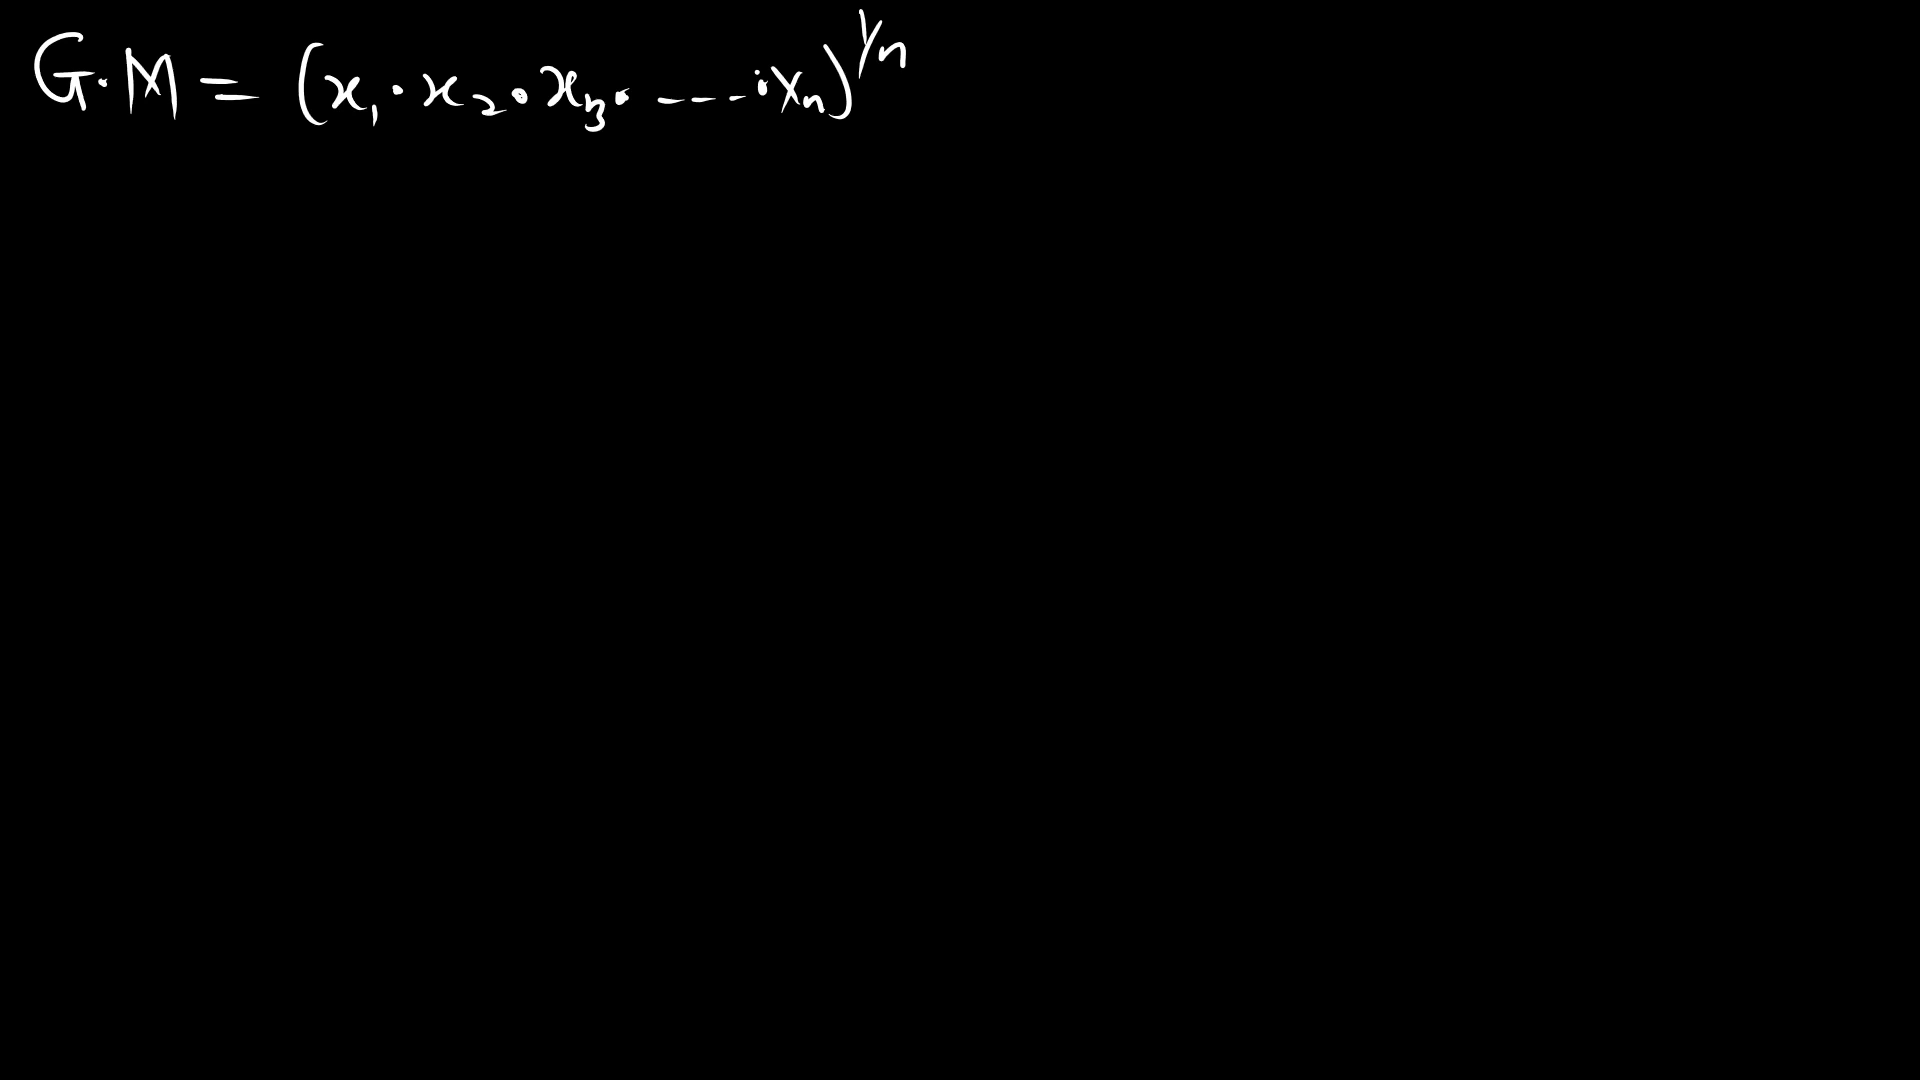 G.M = (x₁ · x₂ · x₃ · ---- · xₙ)^1/n